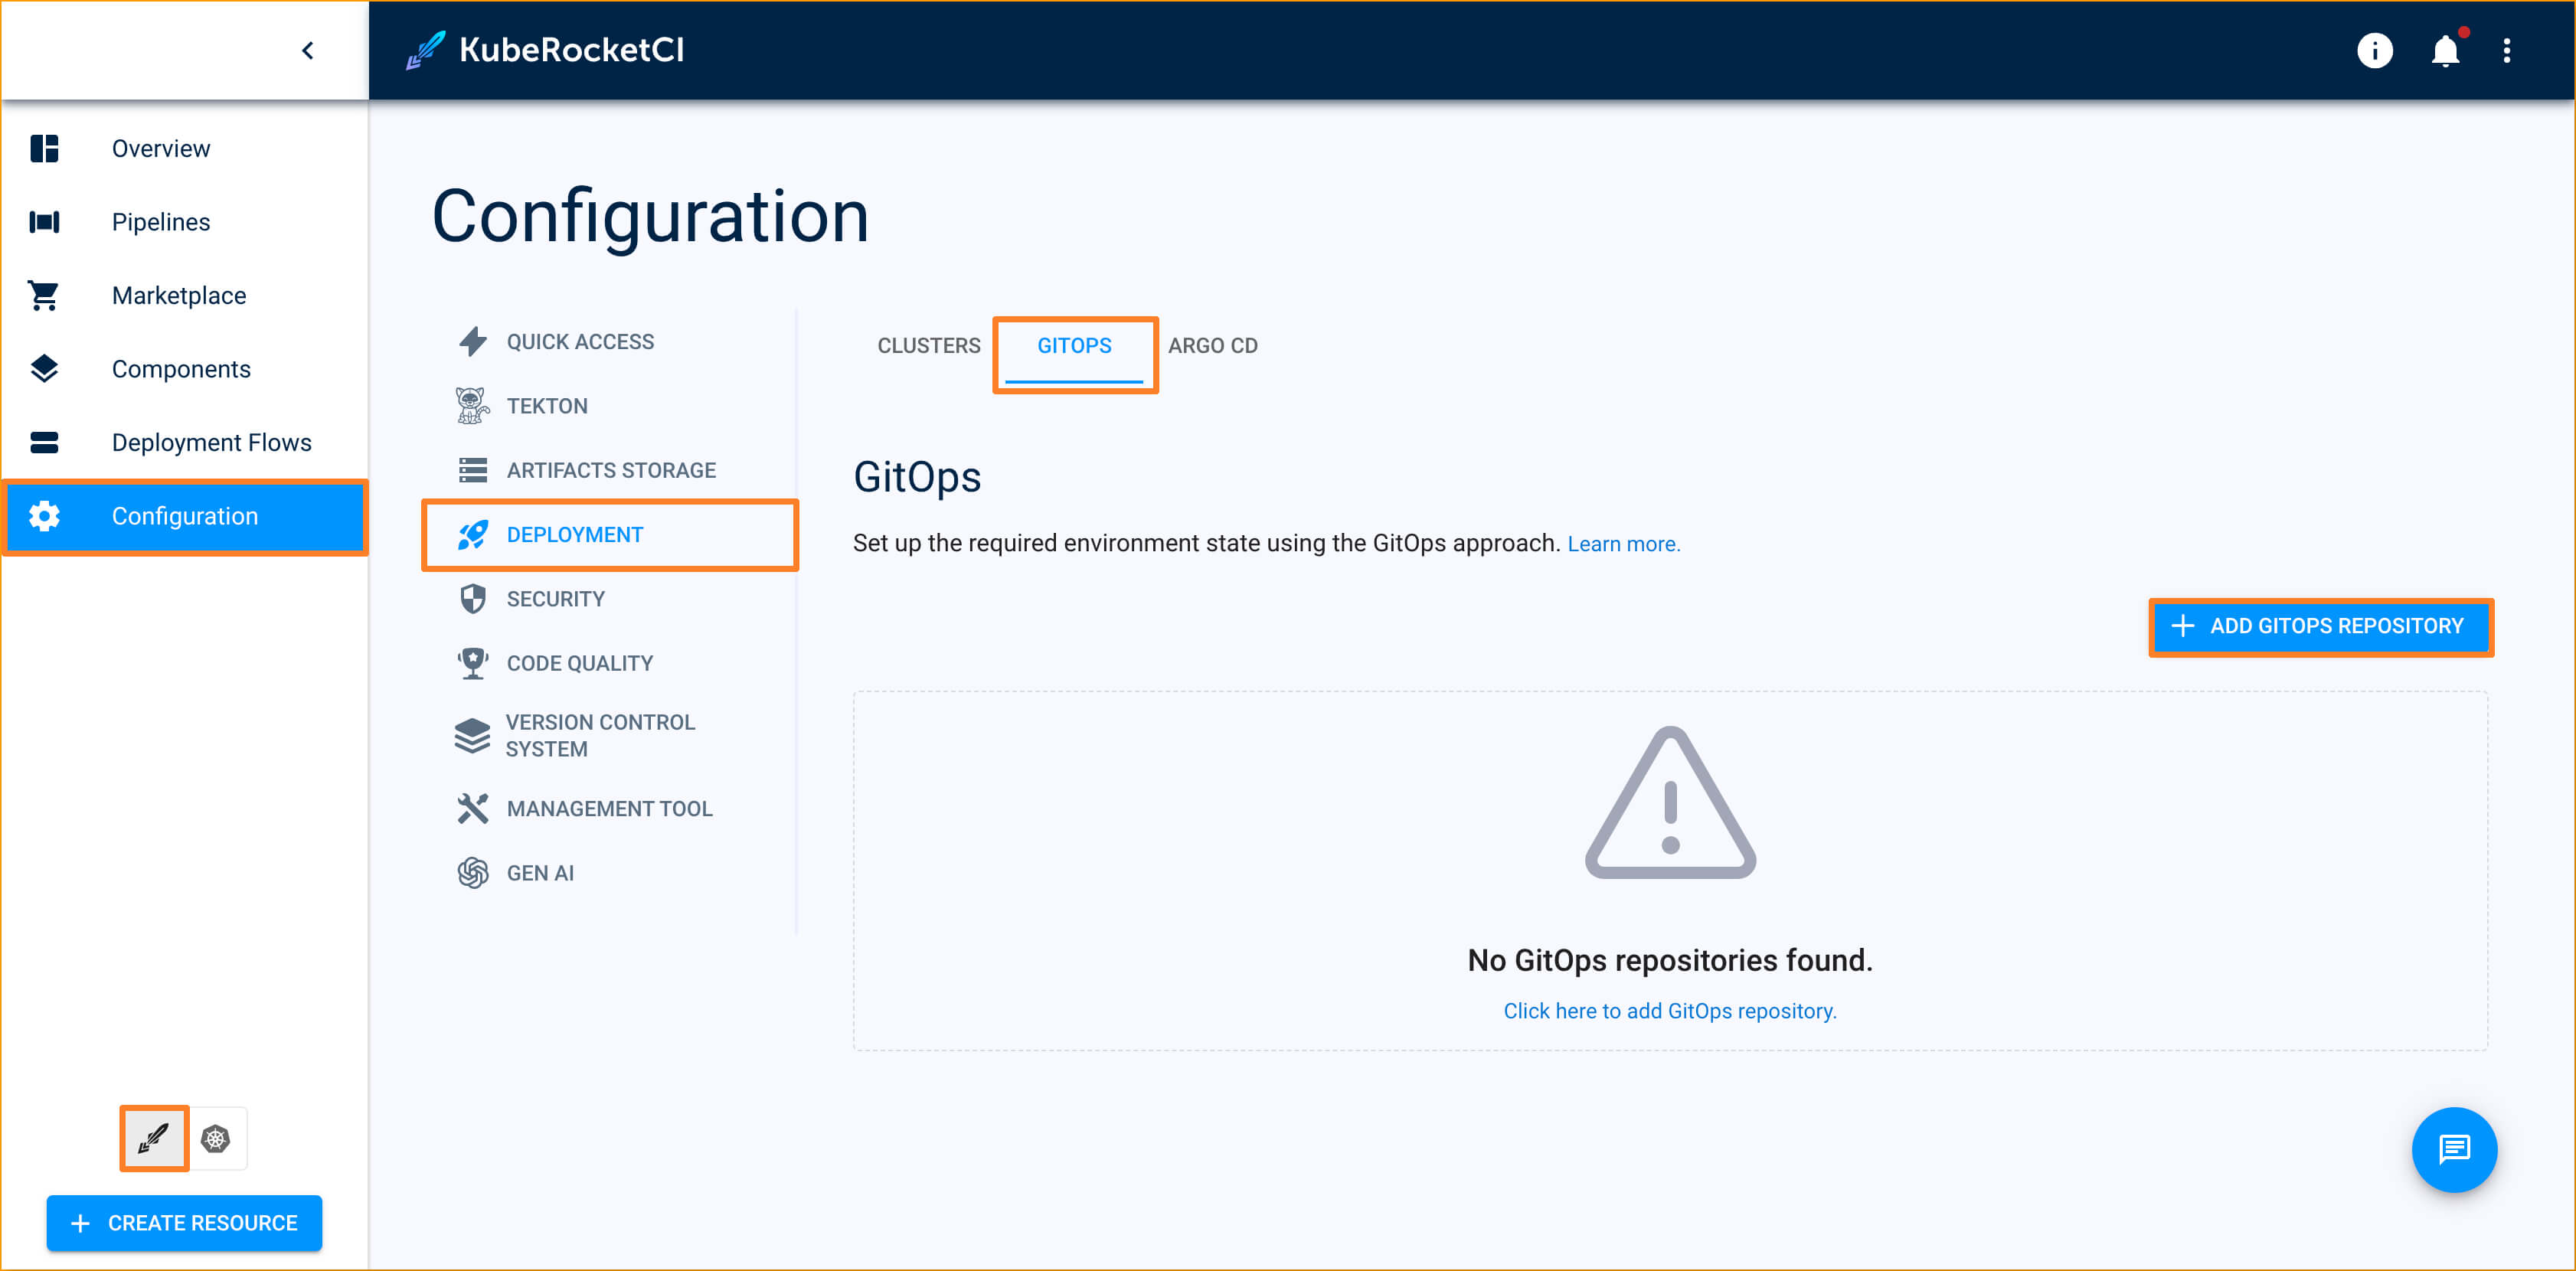 KubeRocketCI
Overview
Pipelines
Marketplace
Components
Deployment Flows
Configuration
CREATE RESOURCE
Configuration
QUICK ACCESS
TEKTON
ARTIFACTS STORAGE
DEPLOYMENT
SECURITY
CODE QUALITY
VERSION CONTROL
SYSTEM
MANAGEMENT TOOL
GEN AI
CLUSTERS GITOPS ARGO CD
GitOps
Set up the required environment state using the GitOps approach. Learn more.
ADD GITOPS REPOSITORY
No GitOps repositories found.
Click here to add GitOps repository.